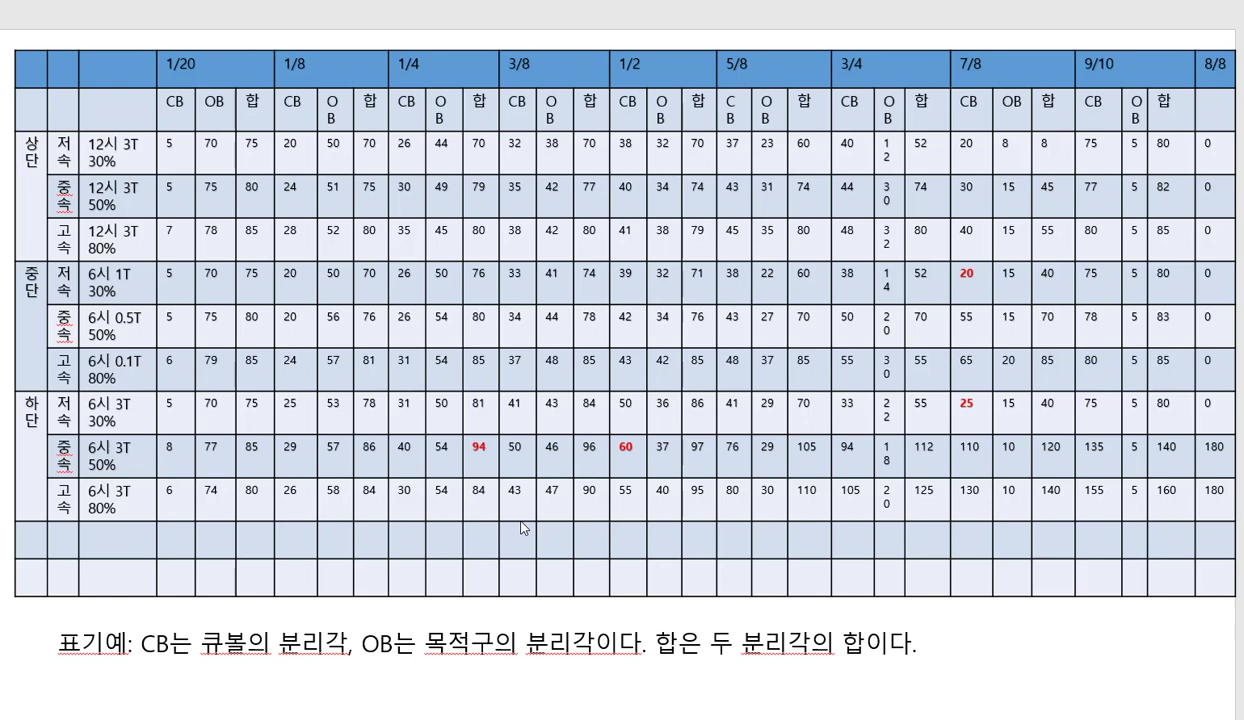 1/20 1/8 1/4 3/8 1/2 5/8 3/4 7/8 9/10 8/8
CB OB 합 CB OB 합 CB OB 합 CB OB 합 CB OB 합 CB OB 합 CB OB 합 CB OB 합 CB OB 합
상단 저속 12시 3T 30% 5 70 75 20 50 70 26 44 70 32 38 70 38 32 70 37 23 60 40 12 52 20 8 8 75 5 80 0
중속 12시 3T 50% 5 75 80 24 51 75 30 49 79 35 42 77 40 34 74 43 31 74 44 30 74 30 15 45 77 5 82 0
고속 12시 3T 80% 7 78 85 28 52 80 35 45 80 38 42 80 41 38 79 45 35 80 48 32 80 40 15 55 80 5 85 0
중단 저속 6시 1T 30% 5 70 75 20 50 70 26 50 76 33 41 74 39 32 71 38 22 60 38 14 52 20 15 40 75 5 80 0
중속 6시 0.5T 50% 5 75 80 20 56 76 26 54 80 34 44 78 42 34 76 43 27 70 50 20 70 55 15 70 78 5 83 0
고속 6시 0.1T 80% 6 79 85 24 57 81 31 54 85 37 48 85 43 42 85 48 37 85 55 30 55 65 20 85 80 5 85 0
하단 저속 6시 3T 30% 5 70 75 25 53 78 31 50 81 41 43 84 50 36 86 41 29 70 33 22 55 25 15 40 75 5 80 0
중속 6시 3T 50% 8 77 85 29 57 86 40 54 94 50 46 96 60 37 97 76 29 105 94 18 112 110 10 120 135 5 140 180
고속 6시 3T 80% 6 74 80 26 58 84 30 54 84 43 47 90 55 40 95 80 30 110 105 20 125 130 10 140 155 5 160 180
표기예: CB는 큐볼의 분리각, OB는 목적구의 분리각이다. 합은 두 분리각의 합이다.